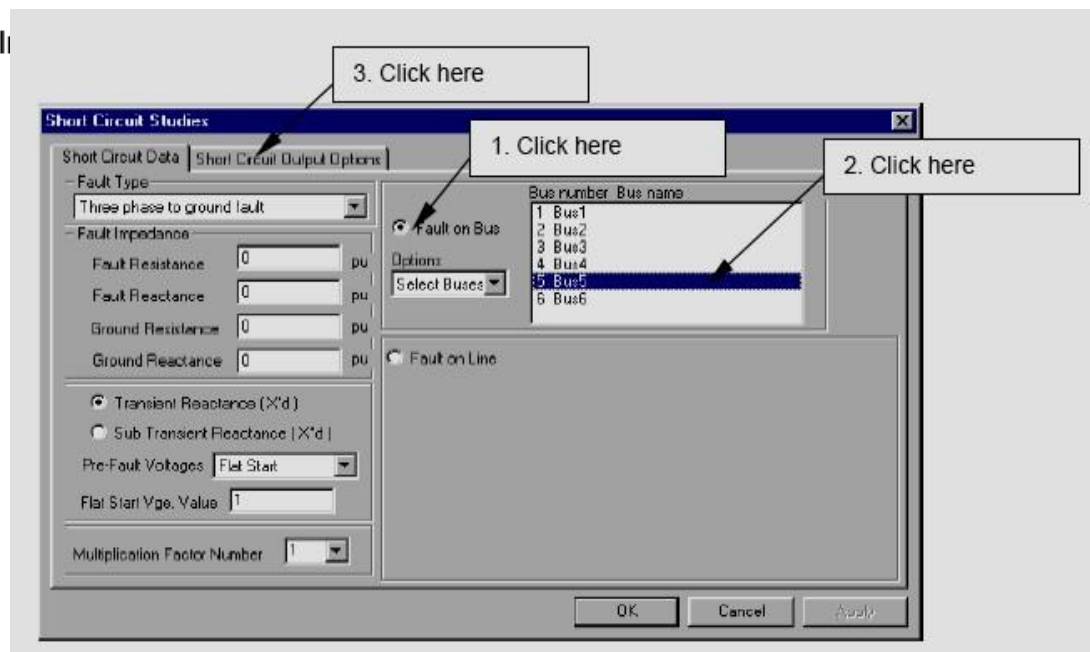 3. Click here
Short Circuit Studies
1. Click here
2. Click here
Short Circuit Data
Short Circuit Output Options
Fault Type
Three phase to ground fault
Fault Impedance
Fault Resistance 0 pu
Fault Reactance 0 pu
Ground Resistance 0 pu
Ground Reactance 0 pu
Transient Reactance (X'd)
Sub Transient Reactance (X"d)
Pre-Fault Voltages Flat Start
Flat Start Vge. Value 1
Multiplication Factor Number 1
Fault on Bus
Options
Select Buses
Bus number Bus name
1 Bus1
2 Bus2
3 Bus3
4 Bus4
5 Bus5
6 Bus6
Fault on Line
OK
Cancel
Apply